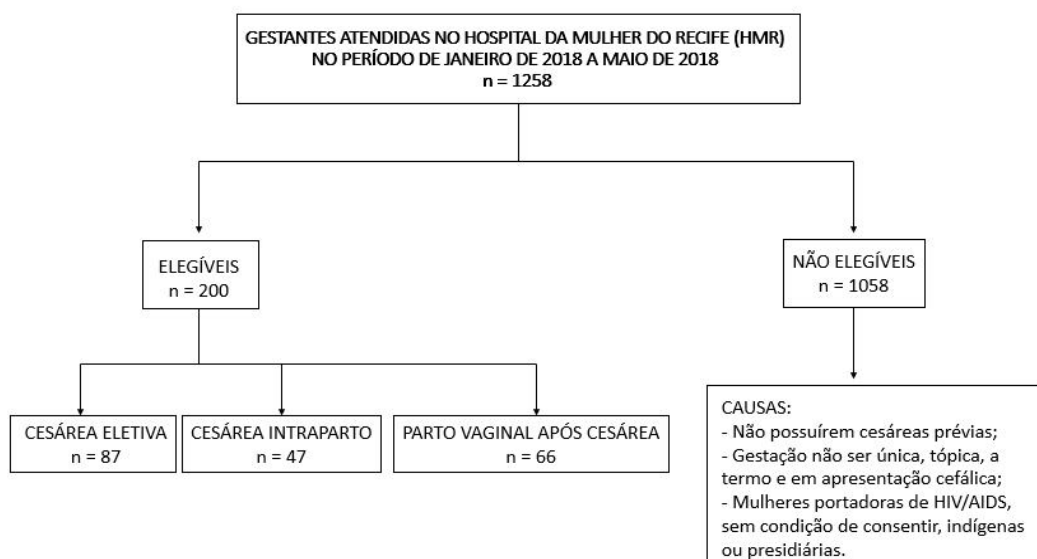 GESTANTES ATENDIDAS NO HOSPITAL DA MULHER DO RECIFE (HMR)
NO PERÍODO DE JANEIRO DE 2018 A MAIO DE 2018
n = 1258
ELEGÍVEIS
n = 200
NÃO ELEGÍVEIS
n = 1058
CESÁREA ELETIVA
n = 87
CESÁREA INTRAPARTO
n = 47
PARTO VAGINAL APÓS CESÁREA
n = 66
CAUSAS:
- Não possuírem cesáreas prévias;
- Gestação não ser única, tópica, a
termo e em apresentação cefálica;
- Mulheres portadoras de HIV/AIDS,
sem condição de consentir, indígenas
ou presidiárias.